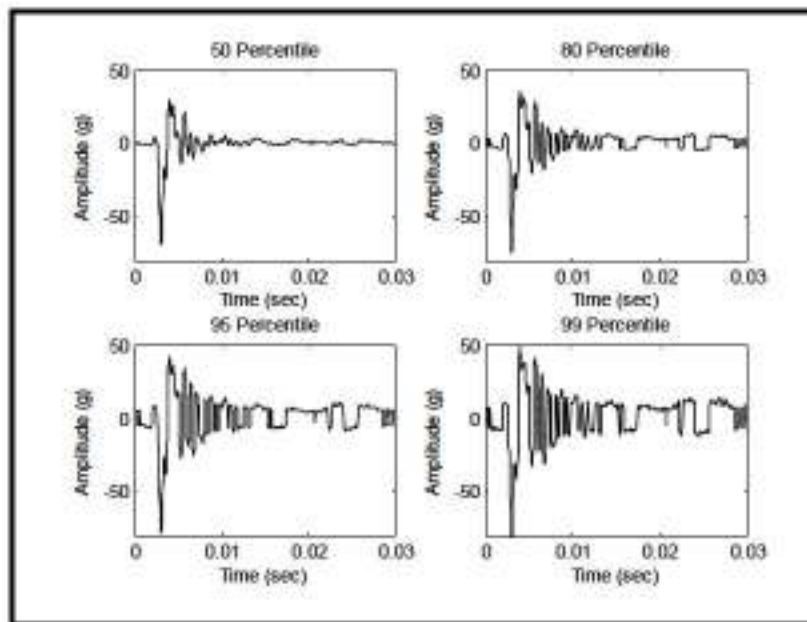 50 Percentile
50
0
-50
Amplitude (g)
0
0.01
0.02
0.03
Time (sec)
80 Percentile
50
0
-50
Amplitude (g)
0
0.01
0.02
0.03
Time (sec)
95 Percentile
50
0
-50
Amplitude (g)
0
0.01
0.02
0.03
Time (sec)
99 Percentile
50
0
-50
Amplitude (g)
0
0.01
0.02
0.03
Time (sec)